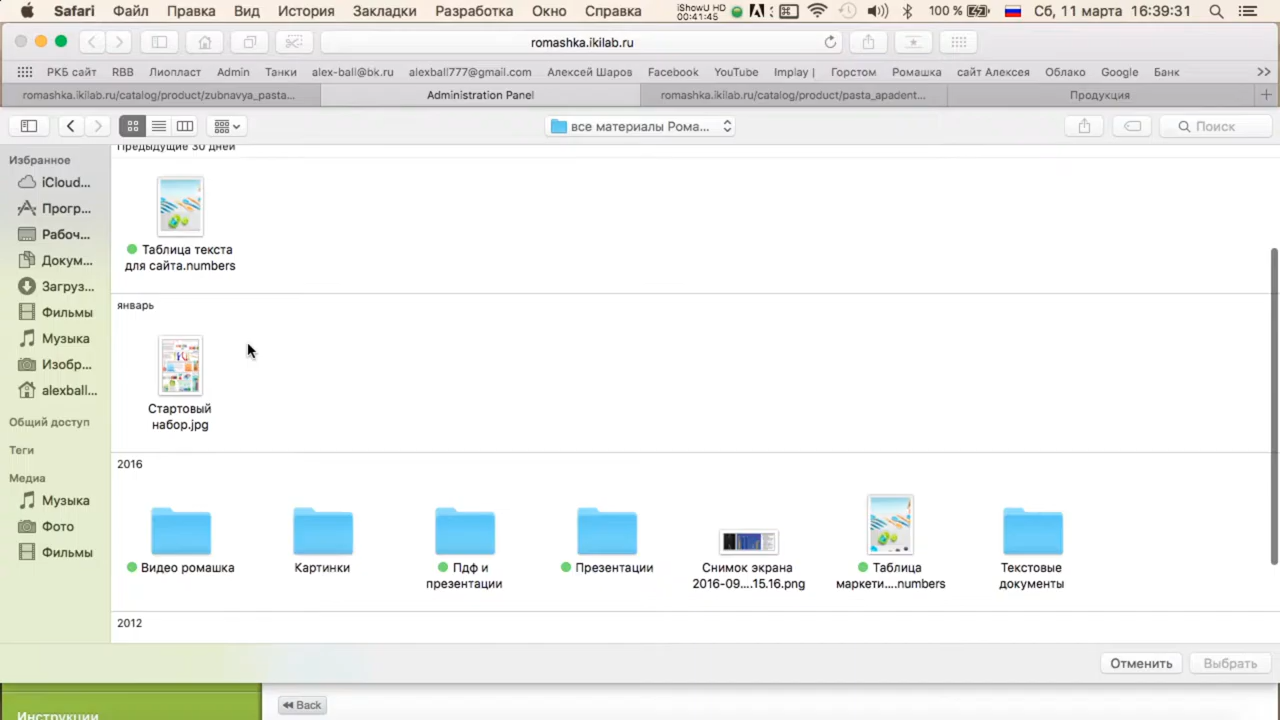 Safari Файл Правка Вид История Закладки Разработка Окно Справка iShowU HD 00:41:45 100 % Сб, 11 марта 16:39:31
romashka.ikilab.ru
РКБ сайт RBB Лиопласт Admin Танки alex-ball@bk.ru alexball777@gmail.com Алексей Шаров Facebook YouTube Implay | Горстом Ромашка сайт Алексея Облако Google Банк
romashka.ikilab.ru/catalog/product/zubnavya_pasta... Administration Panel romashka.ikilab.ru/catalog/product/pasta_apadent... Продукция
все материалы Рома... Поиск
Избранное
iCloud...
Прогр...
Рабоч...
Докум...
Загруз...
Фильмы
Музыка
Изобр...
alexball...
Общий доступ
Теги
Медиа
Музыка
Фото
Фильмы
Предыдущие 30 дней
Таблица текста
для сайта.numbers
январь
Стартовый
набор.jpg
2016
Видео ромашка
Картинки
Пдф и
презентации
Презентации
Снимок экрана
2016-09....15.16.png
Таблица
маркети....numbers
Текстовые
документы
2012
Отменить Выбрать
Инструкции
Back